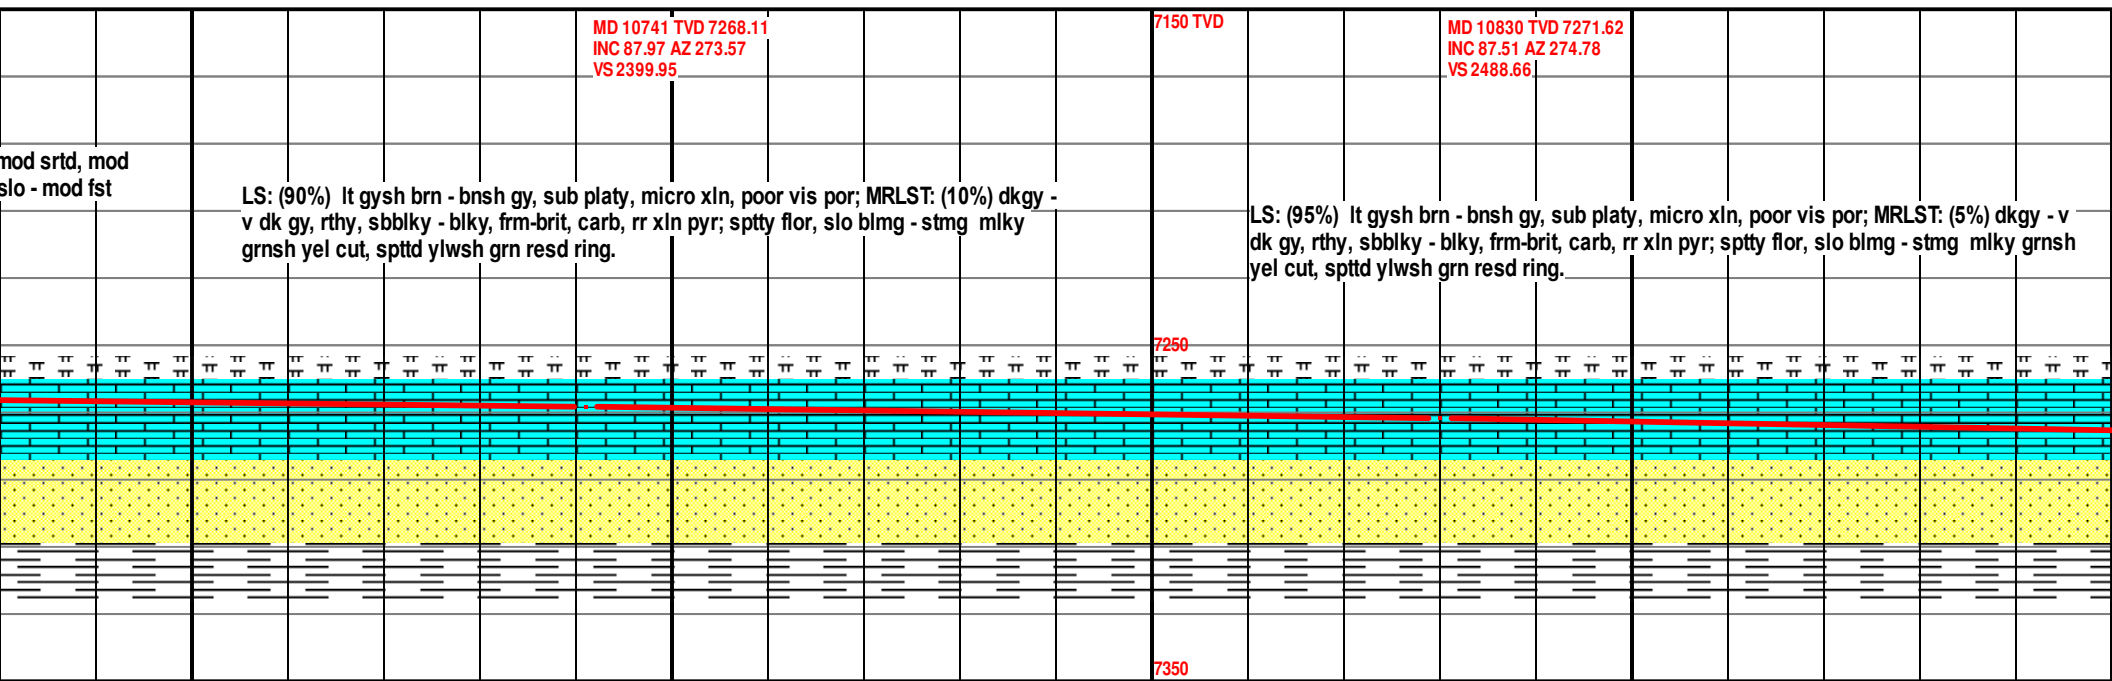 MD 10741 TVD 7268.11
INC 87.97 AZ 273.57
VS 2399.95
7150 TVD
MD 10830 TVD 7271.62
INC 87.51 AZ 274.78
VS 2488.66
mod srtd, mod
slo - mod fst
LS: (90%) lt gysh brn - bnsh gy, sub platy, micro xln, poor vis por; MRLST: (10%) dkgy -
v dk gy, rthy, sbblky - blky, frm-brit, carb, rr xln pyr; sptty flor, slo blmg - stmg mlky
grnsh yel cut, spttd ylwsh grn resd ring.
LS: (95%) lt gysh brn - bnsh gy, sub platy, micro xln, poor vis por; MRLST: (5%) dkgy - v
dk gy, rthy, sbblky - blky, frm-brit, carb, rr xln pyr; sptty flor, slo blmg - stmg mlky grnsh
yel cut, spttd ylwsh grn resd ring.
7250
7350